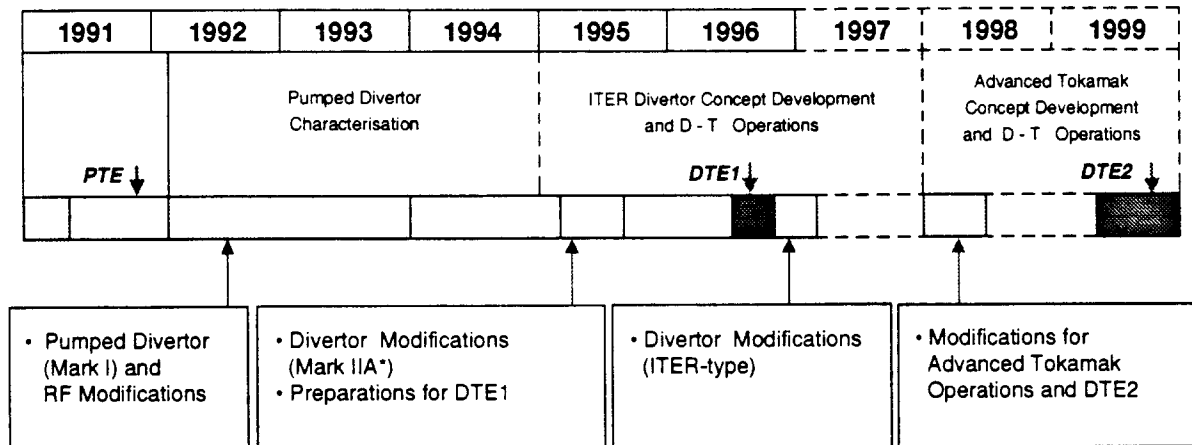 1991 1992 1993 1994 1995 1996 1997 1998 1999
Pumped Divertor
Characterisation
ITER Divertor Concept Development
and D - T Operations
Advanced Tokamak
Concept Development
and D - T Operations
PTE
DTE1
DTE2
• Pumped Divertor
(Mark I) and
RF Modifications
• Divertor Modifications
(Mark IIA*)
• Preparations for DTE1
• Divertor Modifications
(ITER-type)
• Modifications for
Advanced Tokamak
Operations and DTE2